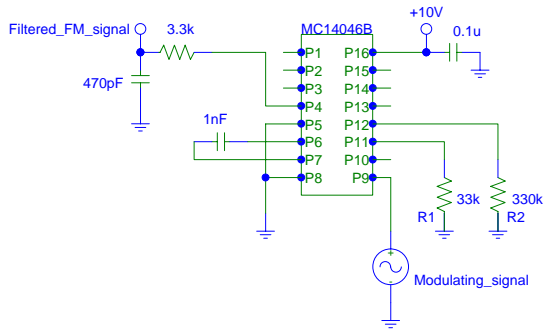 +10V
Filtered_FM_signal
3.3k
MC14046B
0.1u
P1 P16
P2 P15
470pF
P3 P14
P4 P13
1nF
P5 P12
P6 P11
P7 P10
P8 P9
33k 330k
R1 R2
+
-
Modulating_signal